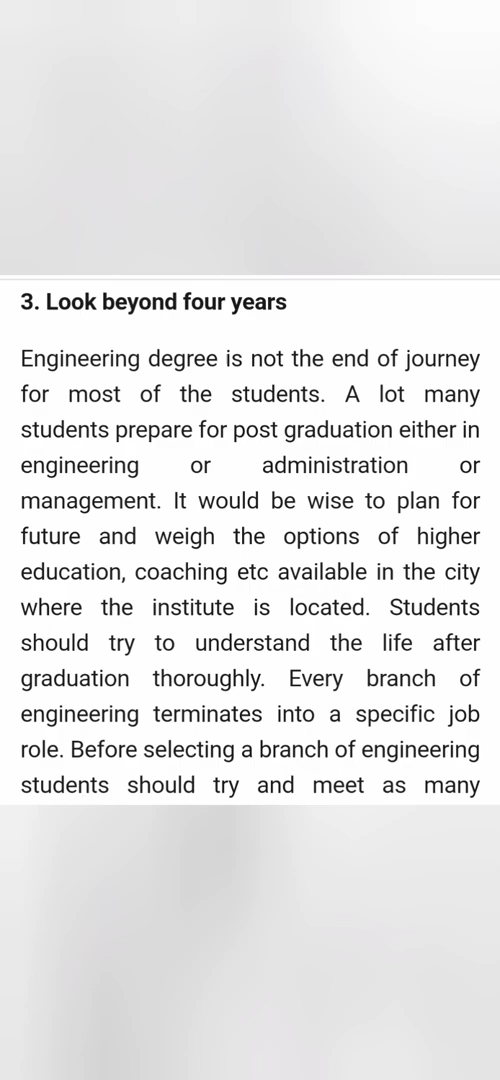 3. Look beyond four years
Engineering degree is not the end of journey
for most of the students. A lot many
students prepare for post graduation either in
engineering or administration or
management. It would be wise to plan for
future and weigh the options of higher
education, coaching etc available in the city
where the institute is located. Students
should try to understand the life after
graduation thoroughly. Every branch of
engineering terminates into a specific job
role. Before selecting a branch of engineering
students should try and meet as many